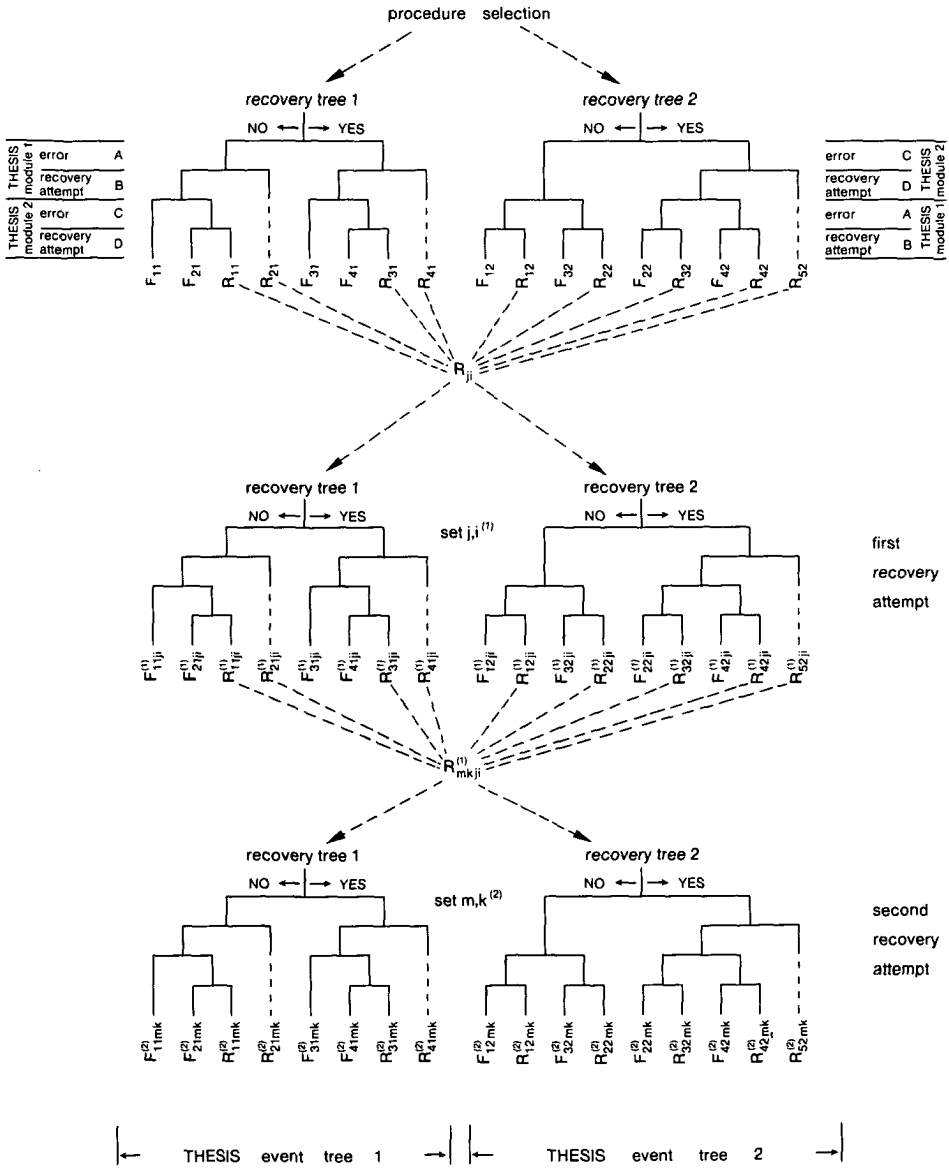 procedure selection
recovery tree 1
recovery tree 2
NO YES
NO YES
THESIS module 1
error A
recovery attempt B
THESIS module 2
error C
recovery attempt D
error C
recovery attempt D
THESIS module 2
error A
recovery attempt B
THESIS module 1
F11 F21 R11 R21 F31 F41 R31 R41
F12 R12 F32 R22 F22 R32 F42 R42 R52
Rji
recovery tree 1
recovery tree 2
NO YES
NO YES
set j,i(1)
first
recovery
attempt
F(1)11ji F(1)21ji R(1)11ji R(1)21ji F(1)31ji F(1)41ji R(1)31ji R(1)41ji
F(1)12ji R(1)12ji F(1)32ji R(1)22ji F(1)22ji R(1)32ji F(1)42ji R(1)42ji R(1)52ji
R(1)mkji
recovery tree 1
recovery tree 2
NO YES
NO YES
set m,k(2)
second
recovery
attempt
F(2)11mk F(2)21mk R(2)11mk R(2)21mk F(2)31mk F(2)41mk R(2)31mk R(2)41mk
F(2)12mk R(2)12mk F(2)32mk R(2)22mk F(2)22mk R(2)32mk F(2)42mk R(2)42mk R(2)52mk
THESIS event tree 1
THESIS event tree 2